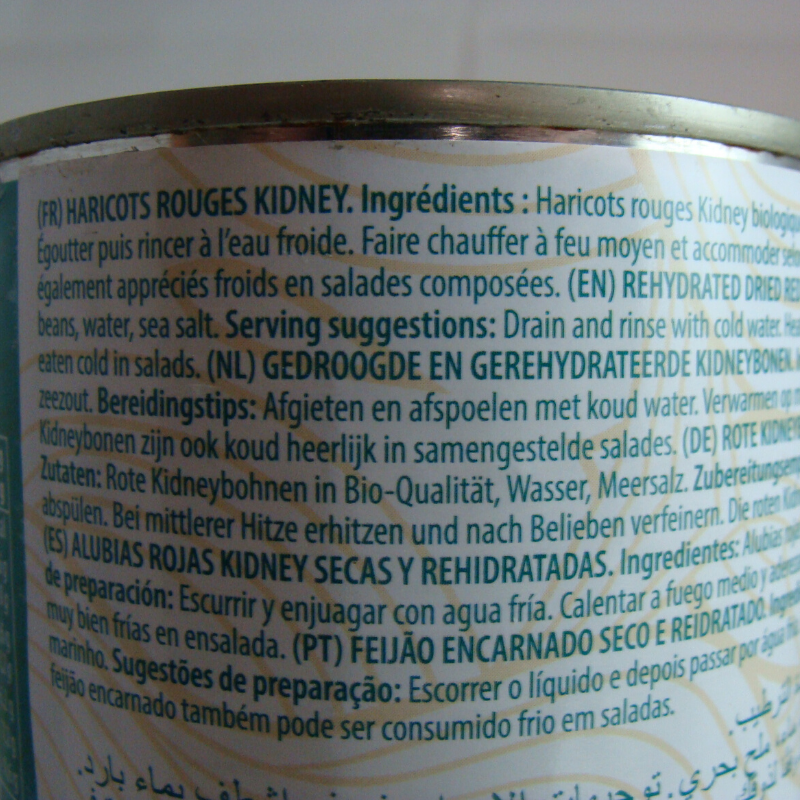 (FR) HARICOTS ROUGES KIDNEY. Ingrédients : Haricots rouges Kidney
Égoutter puis rincer à l'eau froide. Faire chauffer à feu moyen et accommoder
également appréciés froids en salades composées. (EN) REHYDRATED DRIED
beans, water, sea salt. Serving suggestions: Drain and rinse with cold water.
eaten cold in salads. (NL) GEDROOGDE EN GEREHYDRATEERDE KIDNEYBONEN.
zeezout. Bereidingstips: Afgieten en afspoelen met koud water. Verwarmen op
Kidneybonen zijn ook koud heerlijk in samengestelde salades. (DE) ROTE
Zutaten: Rote Kidneybohnen in Bio-Qualität, Wasser, Meersalz.
abspülen. Bei mittlerer Hitze erhitzen und nach Belieben verfeinern. Die roten
(ES) ALUBIAS ROJAS KIDNEY SECAS Y REHIDRATADAS. Ingredientes: Alubias
de preparación: Escurrir y enjuagar con agua fría. Calentar a fuego medio y
muy bien frías en ensalada. (PT) FEIJÃO ENCARNADO SECO E REIDRATADO.
marinho. Sugestões de preparação: Escorrer o líquido e depois passar por água
feijão encarnado também pode ser consumido frio em saladas.
ملح بحري.
بماء بارد.